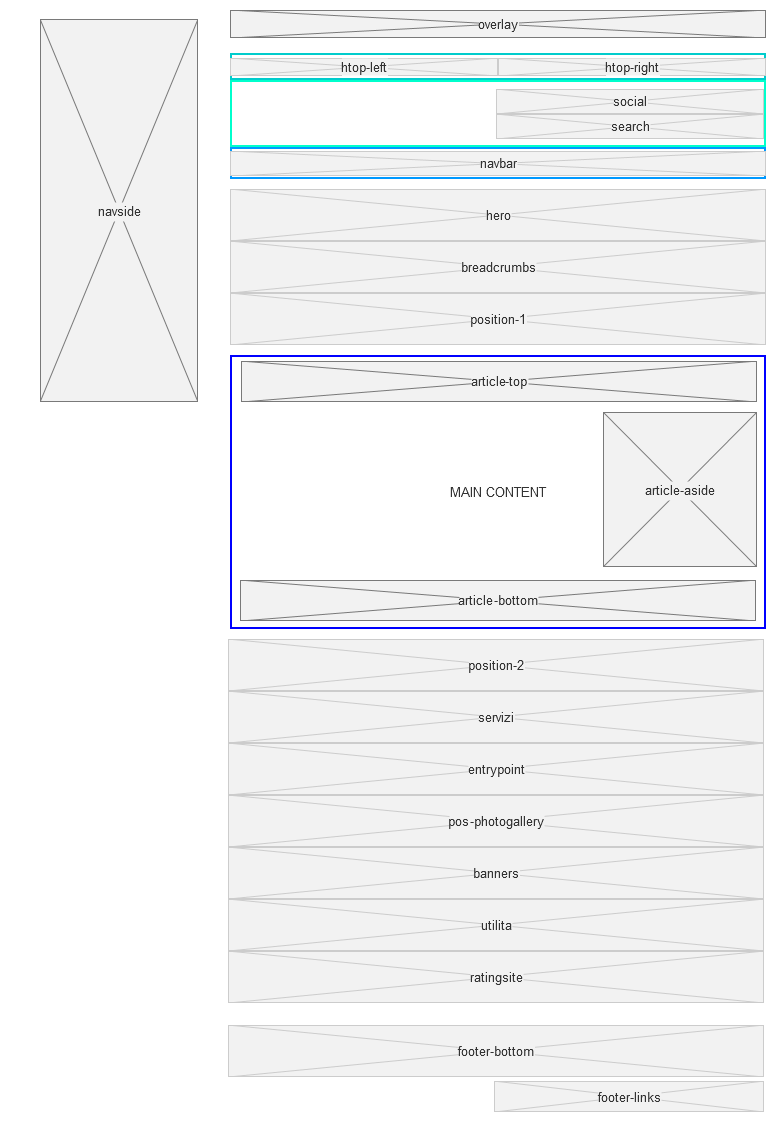 overlay
htop-left
htop-right
social
search
navbar
navside
hero
breadcrumbs
position-1
article-top
MAIN CONTENT
article-aside
article-bottom
position-2
servizi
entrypoint
pos-photogallery
banners
utilita
ratingsite
footer-bottom
footer-links